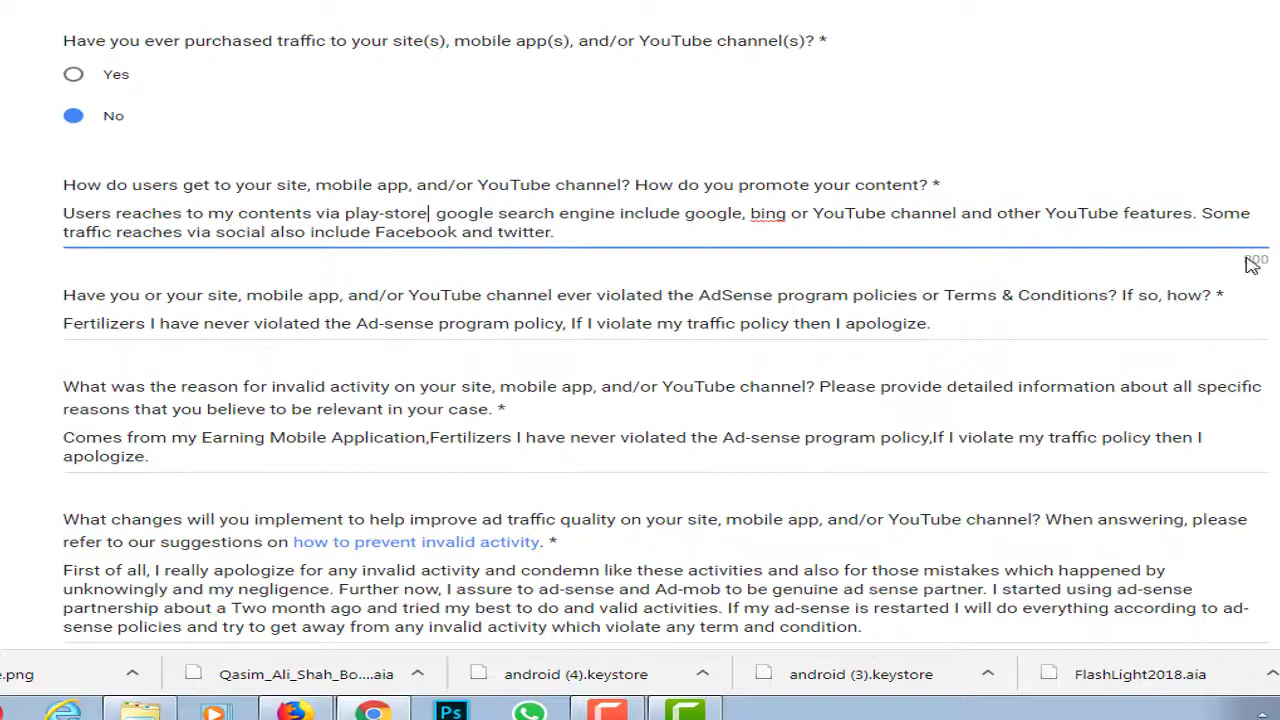 Have you ever purchased traffic to your site(s), mobile app(s), and/or YouTube channel(s)? *
Yes
No
How do users get to your site, mobile app, and/or YouTube channel? How do you promote your content? *
Users reaches to my contents via play-store google search engine include google, bing or YouTube channel and other YouTube features. Some
traffic reaches via social also include Facebook and twitter.
Have you or your site, mobile app, and/or YouTube channel ever violated the AdSense program policies or Terms & Conditions? If so, how? *
Fertilizers I have never violated the Ad-sense program policy, If I violate my traffic policy then I apologize.
What was the reason for invalid activity on your site, mobile app, and/or YouTube channel? Please provide detailed information about all specific
reasons that you believe to be relevant in your case. *
Comes from my Earning Mobile Application,Fertilizers I have never violated the Ad-sense program policy,If I violate my traffic policy then I
apologize.
What changes will you implement to help improve ad traffic quality on your site, mobile app, and/or YouTube channel? When answering, please
refer to our suggestions on how to prevent invalid activity. *
First of all, I really apologize for any invalid activity and condemn like these activities and also for those mistakes which happened by
unknowingly and my negligence. Further now, I assure to ad-sense and Ad-mob to be genuine ad sense partner. I started using ad-sense
partnership about a Two month ago and tried my best to do and valid activities. If my ad-sense is restarted I will do everything according to ad-
sense policies and try to get away from any invalid activity which violate any term and condition.
e.png Qasim_Ali_Shah_Bo....aia android (4).keystore android (3).keystore FlashLight2018.aia
Ps